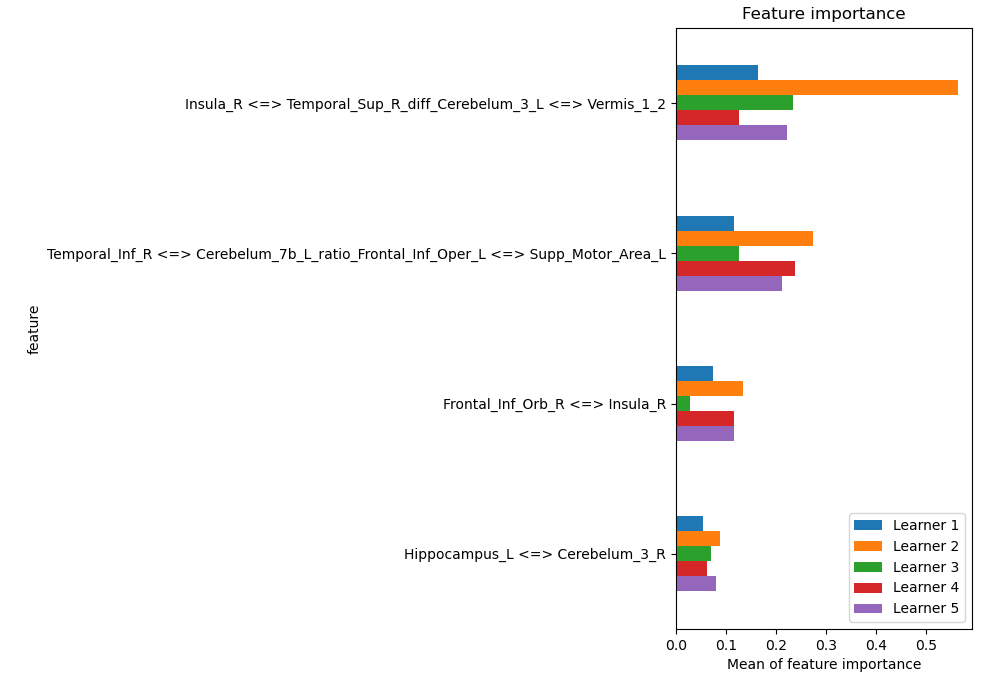 Feature importance
Insula_R <=> Temporal_Sup_R_diff_Cerebelum_3_L <=> Vermis_1_2
Temporal_Inf_R <=> Cerebelum_7b_L_ratio_Frontal_Inf_Oper_L <=> Supp_Motor_Area_L
feature
Frontal_Inf_Orb_R <=> Insula_R
Hippocampus_L <=> Cerebelum_3_R
Learner 1
Learner 2
Learner 3
Learner 4
Learner 5
0.0 0.1 0.2 0.3 0.4 0.5
Mean of feature importance